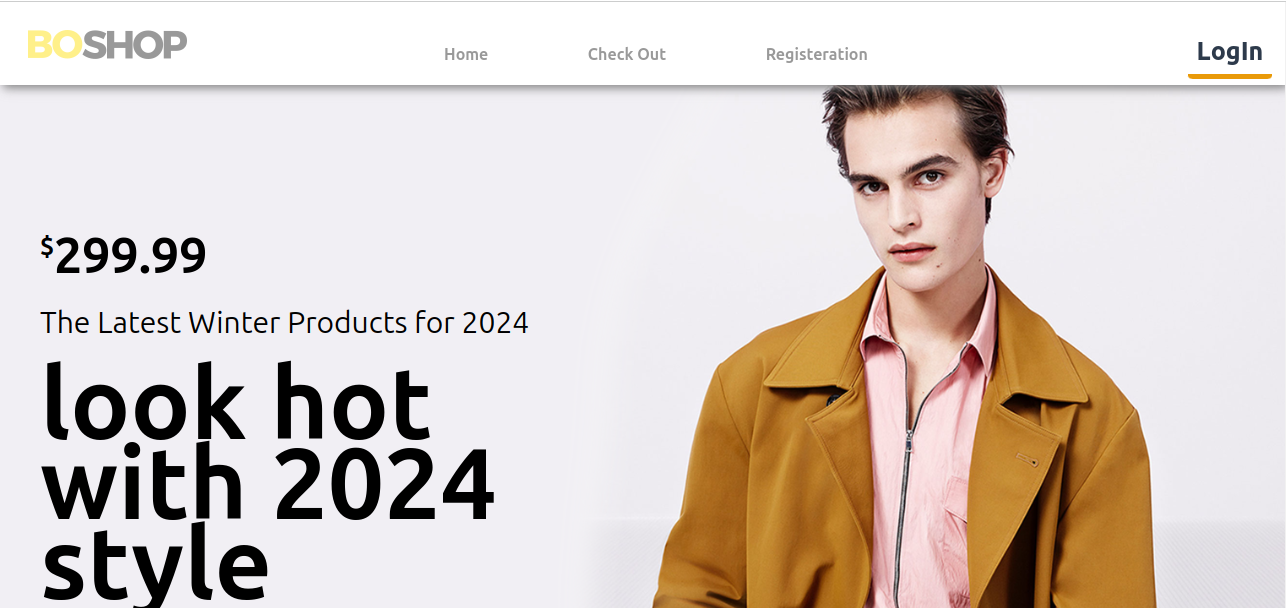 BOSHOP
Home
Check Out
Registeration
LogIn
$299.99
The Latest Winter Products for 2024
look hot
with 2024
style